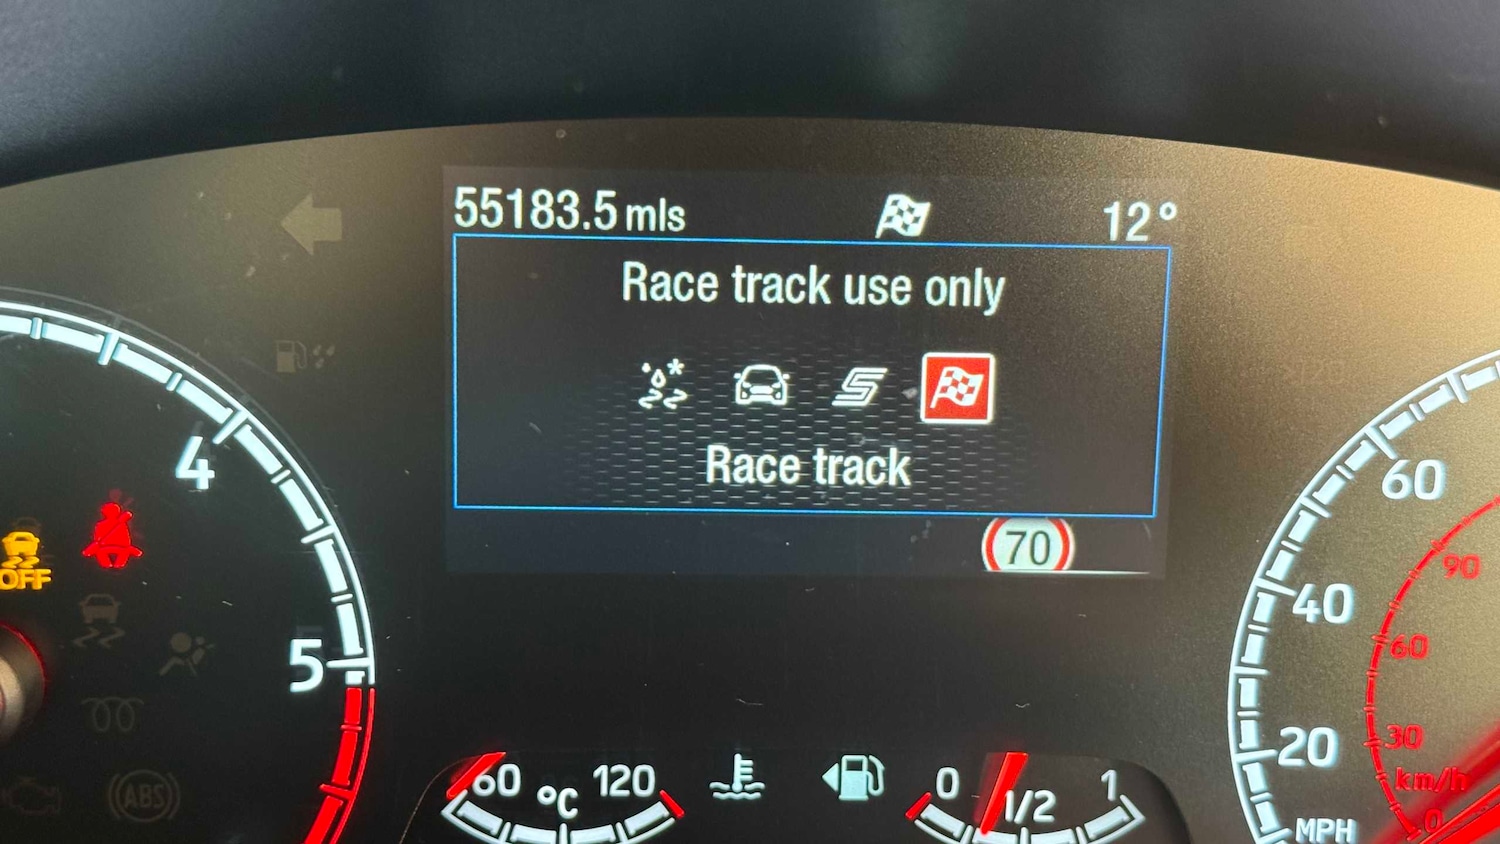 55183.5 mls 12°
Race track use only
Race track
70
4
5
OFF
ABS
60 °C 120
0 1/2 1
60
40
20
MPH
90
60
30
km/h
0